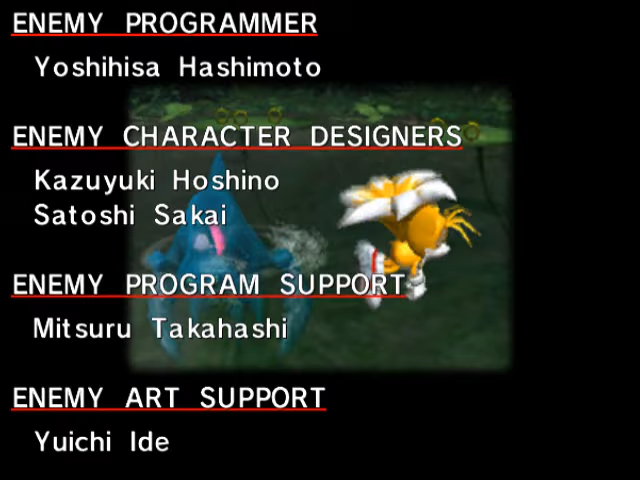 ENEMY PROGRAMMER
Yoshihisa Hashimoto
ENEMY CHARACTER DESIGNERS
Kazuyuki Hoshino
Satoshi Sakai
ENEMY PROGRAM SUPPORT
Mitsuru Takahashi
ENEMY ART SUPPORT
Yuichi Ide